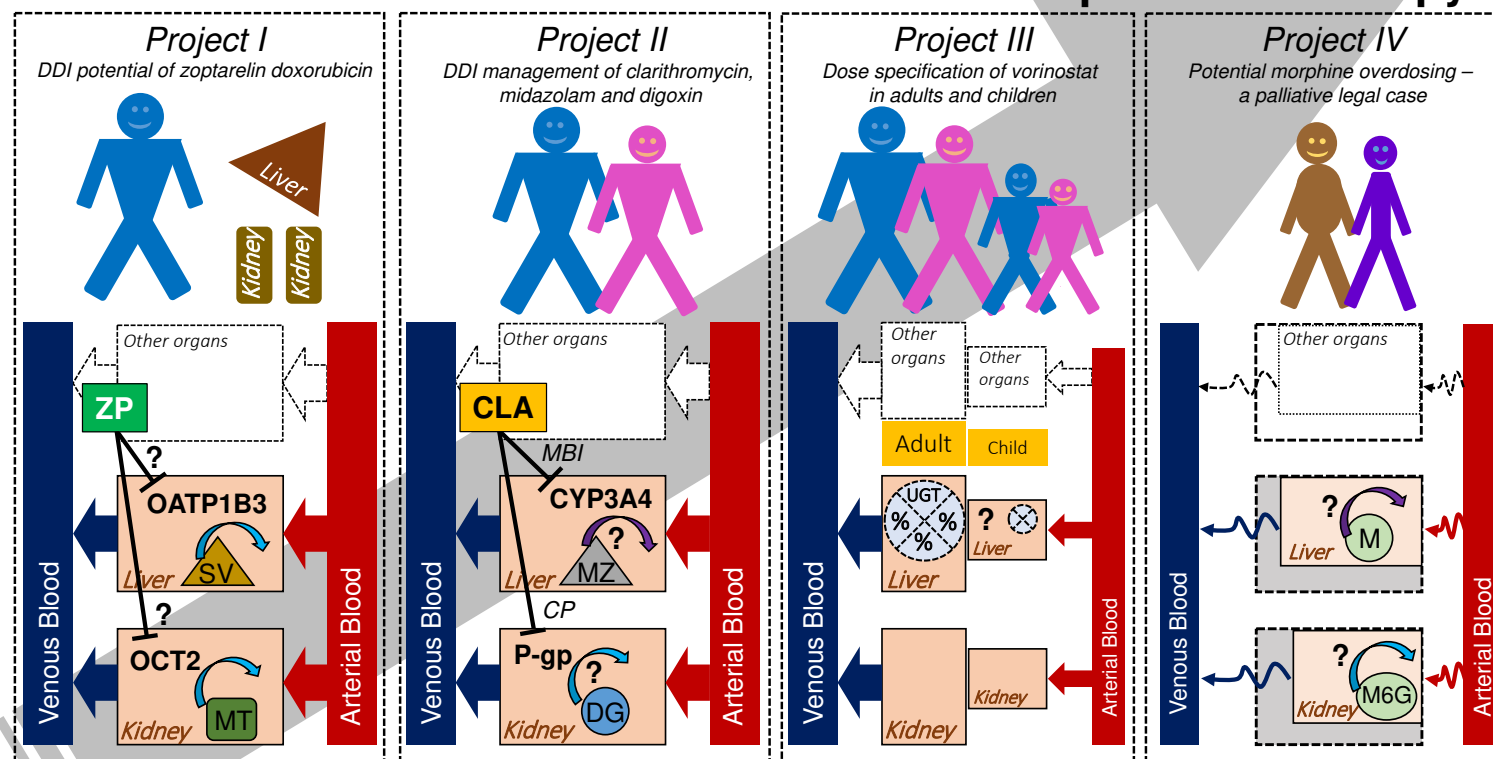 Project I
DDI potential of zoptarelin doxorubicin
Liver
Kidney
Kidney
Other organs
ZP
?
OATP1B3
SV
Liver
?
OCT2
MT
Kidney
Venous Blood
Arterial Blood
Project II
DDI management of clarithromycin,
midazolam and digoxin
Other organs
CLA
MBI
CYP3A4
?
MZ
Liver
CP
P-gp
?
DG
Kidney
Venous Blood
Arterial Blood
Project III
Dose specification of vorinostat
in adults and children
Other
organs
Other
organs
Adult
Child
UGT
% %
%
Liver
?
Liver
Kidney
Kidney
Venous Blood
Arterial Blood
Project IV
Potential morphine overdosing –
a palliative legal case
Other organs
?
M
Liver
?
M6G
Kidney
Venous Blood
Arterial Blood